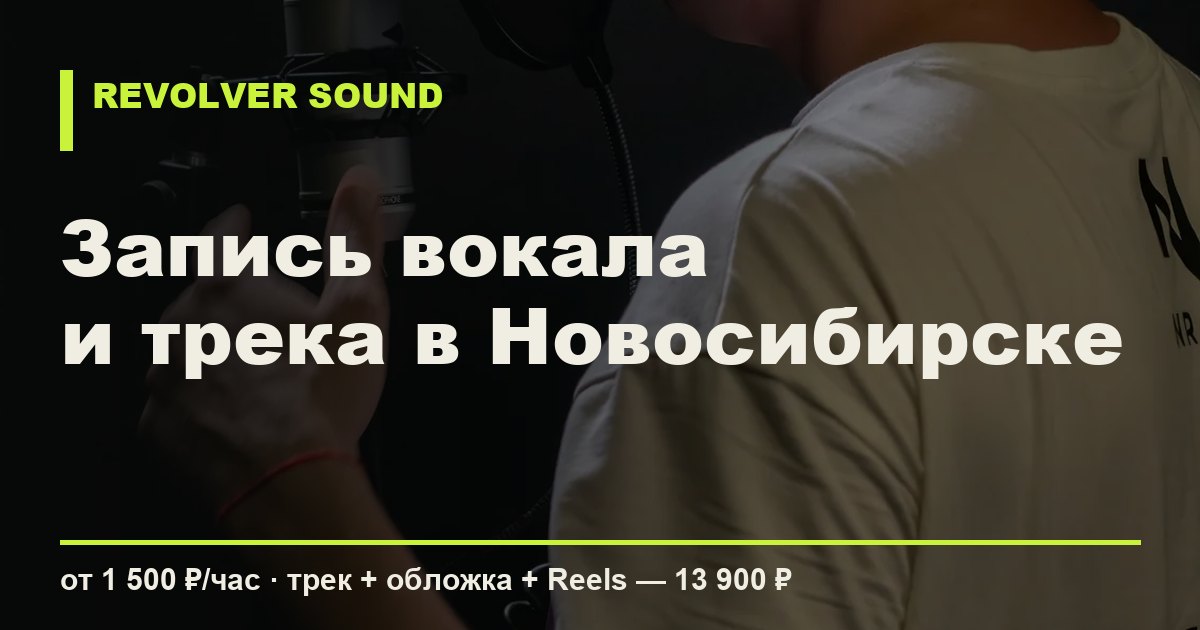 REVOLVER SOUND
Запись вокала
и трека в Новосибирске
от 1 500 ₽/час · трек + обложка + Reels — 13 900 ₽